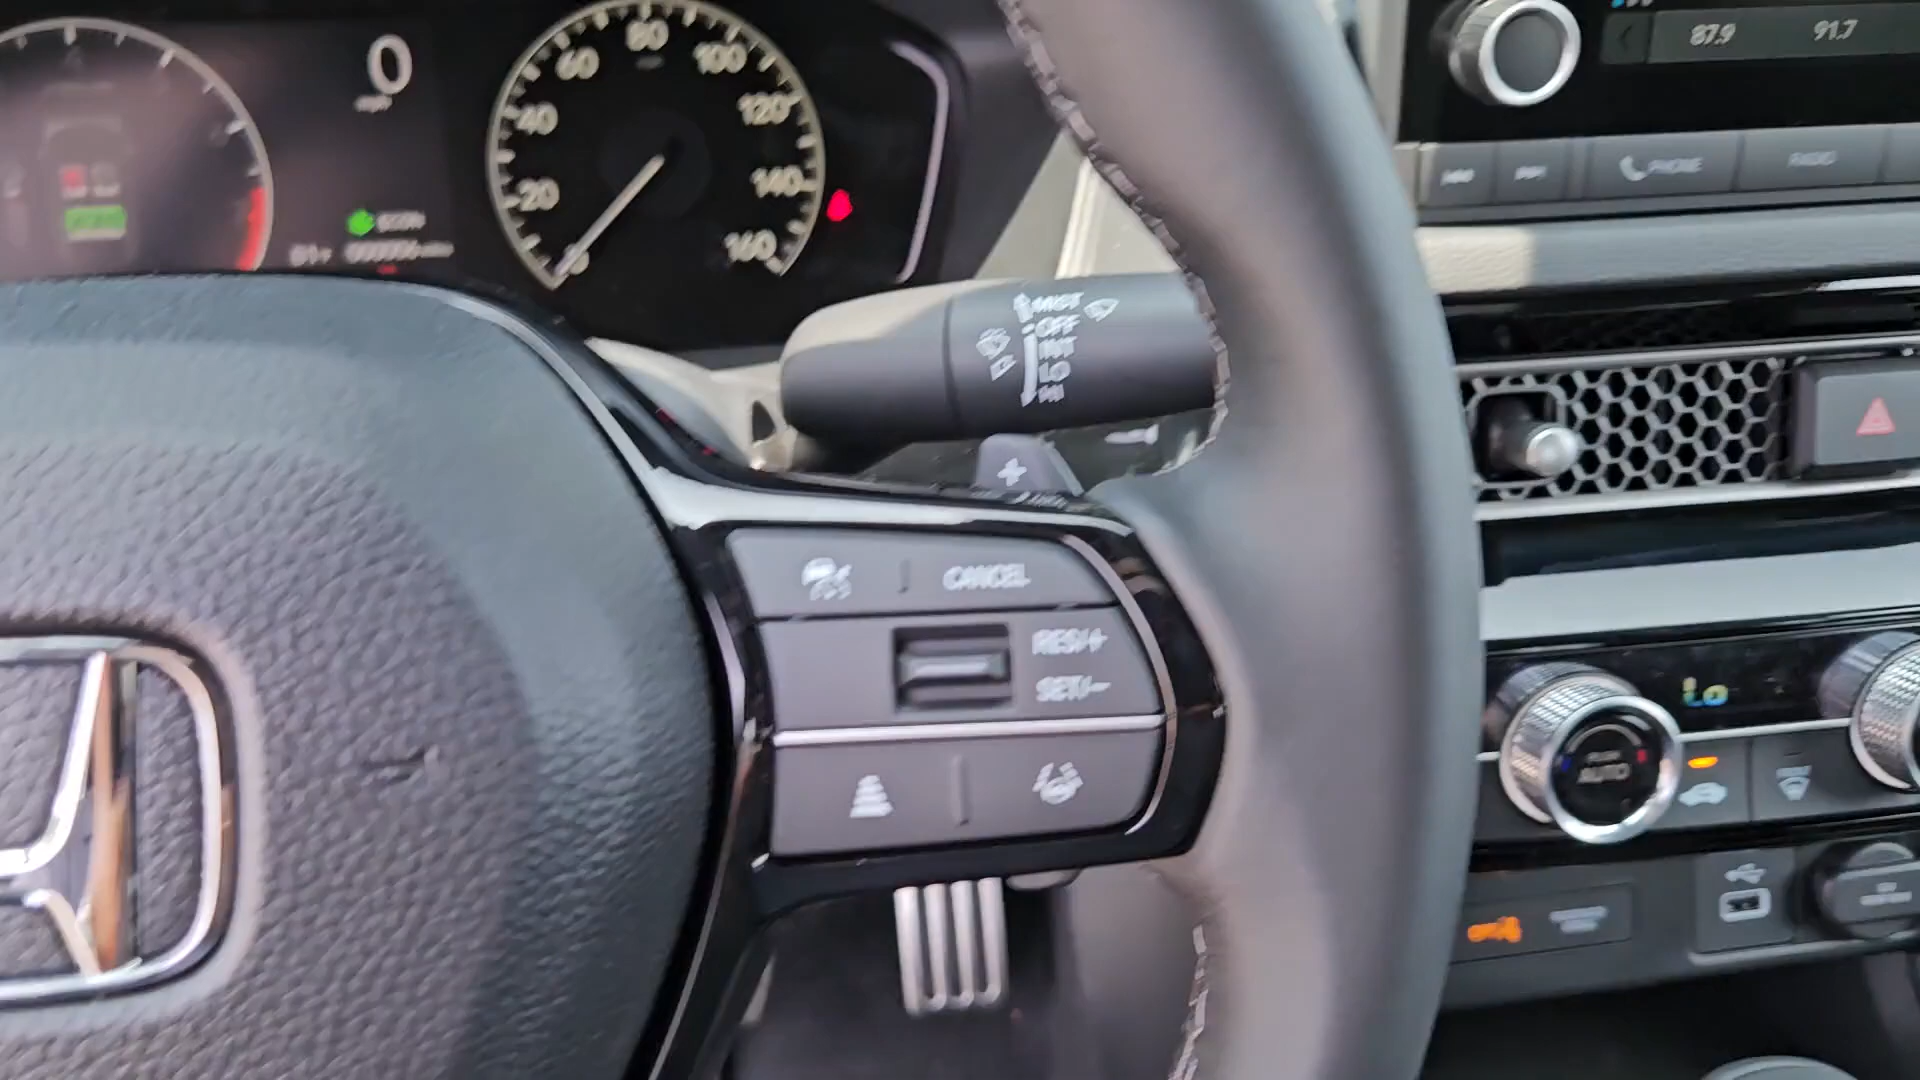 0
mph
0
20
40
60
80
100
120
140
160
87.9 91.7
PHONE RADIO
MIST
OFF
INT
LO
HI
+
CANCEL
RES/+
SET/−
Lo
AUTO